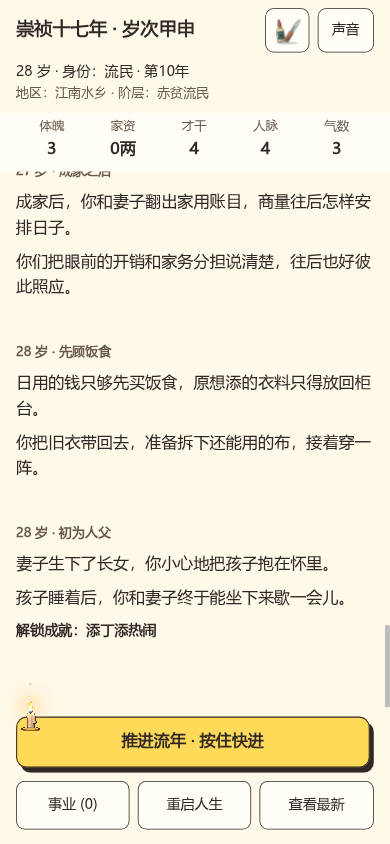 崇祯十七年 · 岁次甲申
声音
28 岁 · 身份：流民 · 第10年
地区：江南水乡 · 阶层：赤贫流民
体魄 家资 才干 人脉 气数
3 0两 4 4 3
27 岁 · 成家之后
成家后，你和妻子翻出家用账目，商量往后怎样安
排日子。
你们把眼前的开销和家务分担说清楚，往后也好彼
此照应。
28 岁 · 先顾饭食
日用的钱只够先买饭食，原想添的衣料只得放回柜
台。
你把旧衣带回去，准备拆下还能用的布，接着穿一
阵。
28 岁 · 初为人父
妻子生下了长女，你小心地把孩子抱在怀里。
孩子睡着后，你和妻子终于能坐下来歇一会儿。
解锁成就：添丁添热闹
推进流年 · 按住快进
事业 (0)
重启人生
查看最新